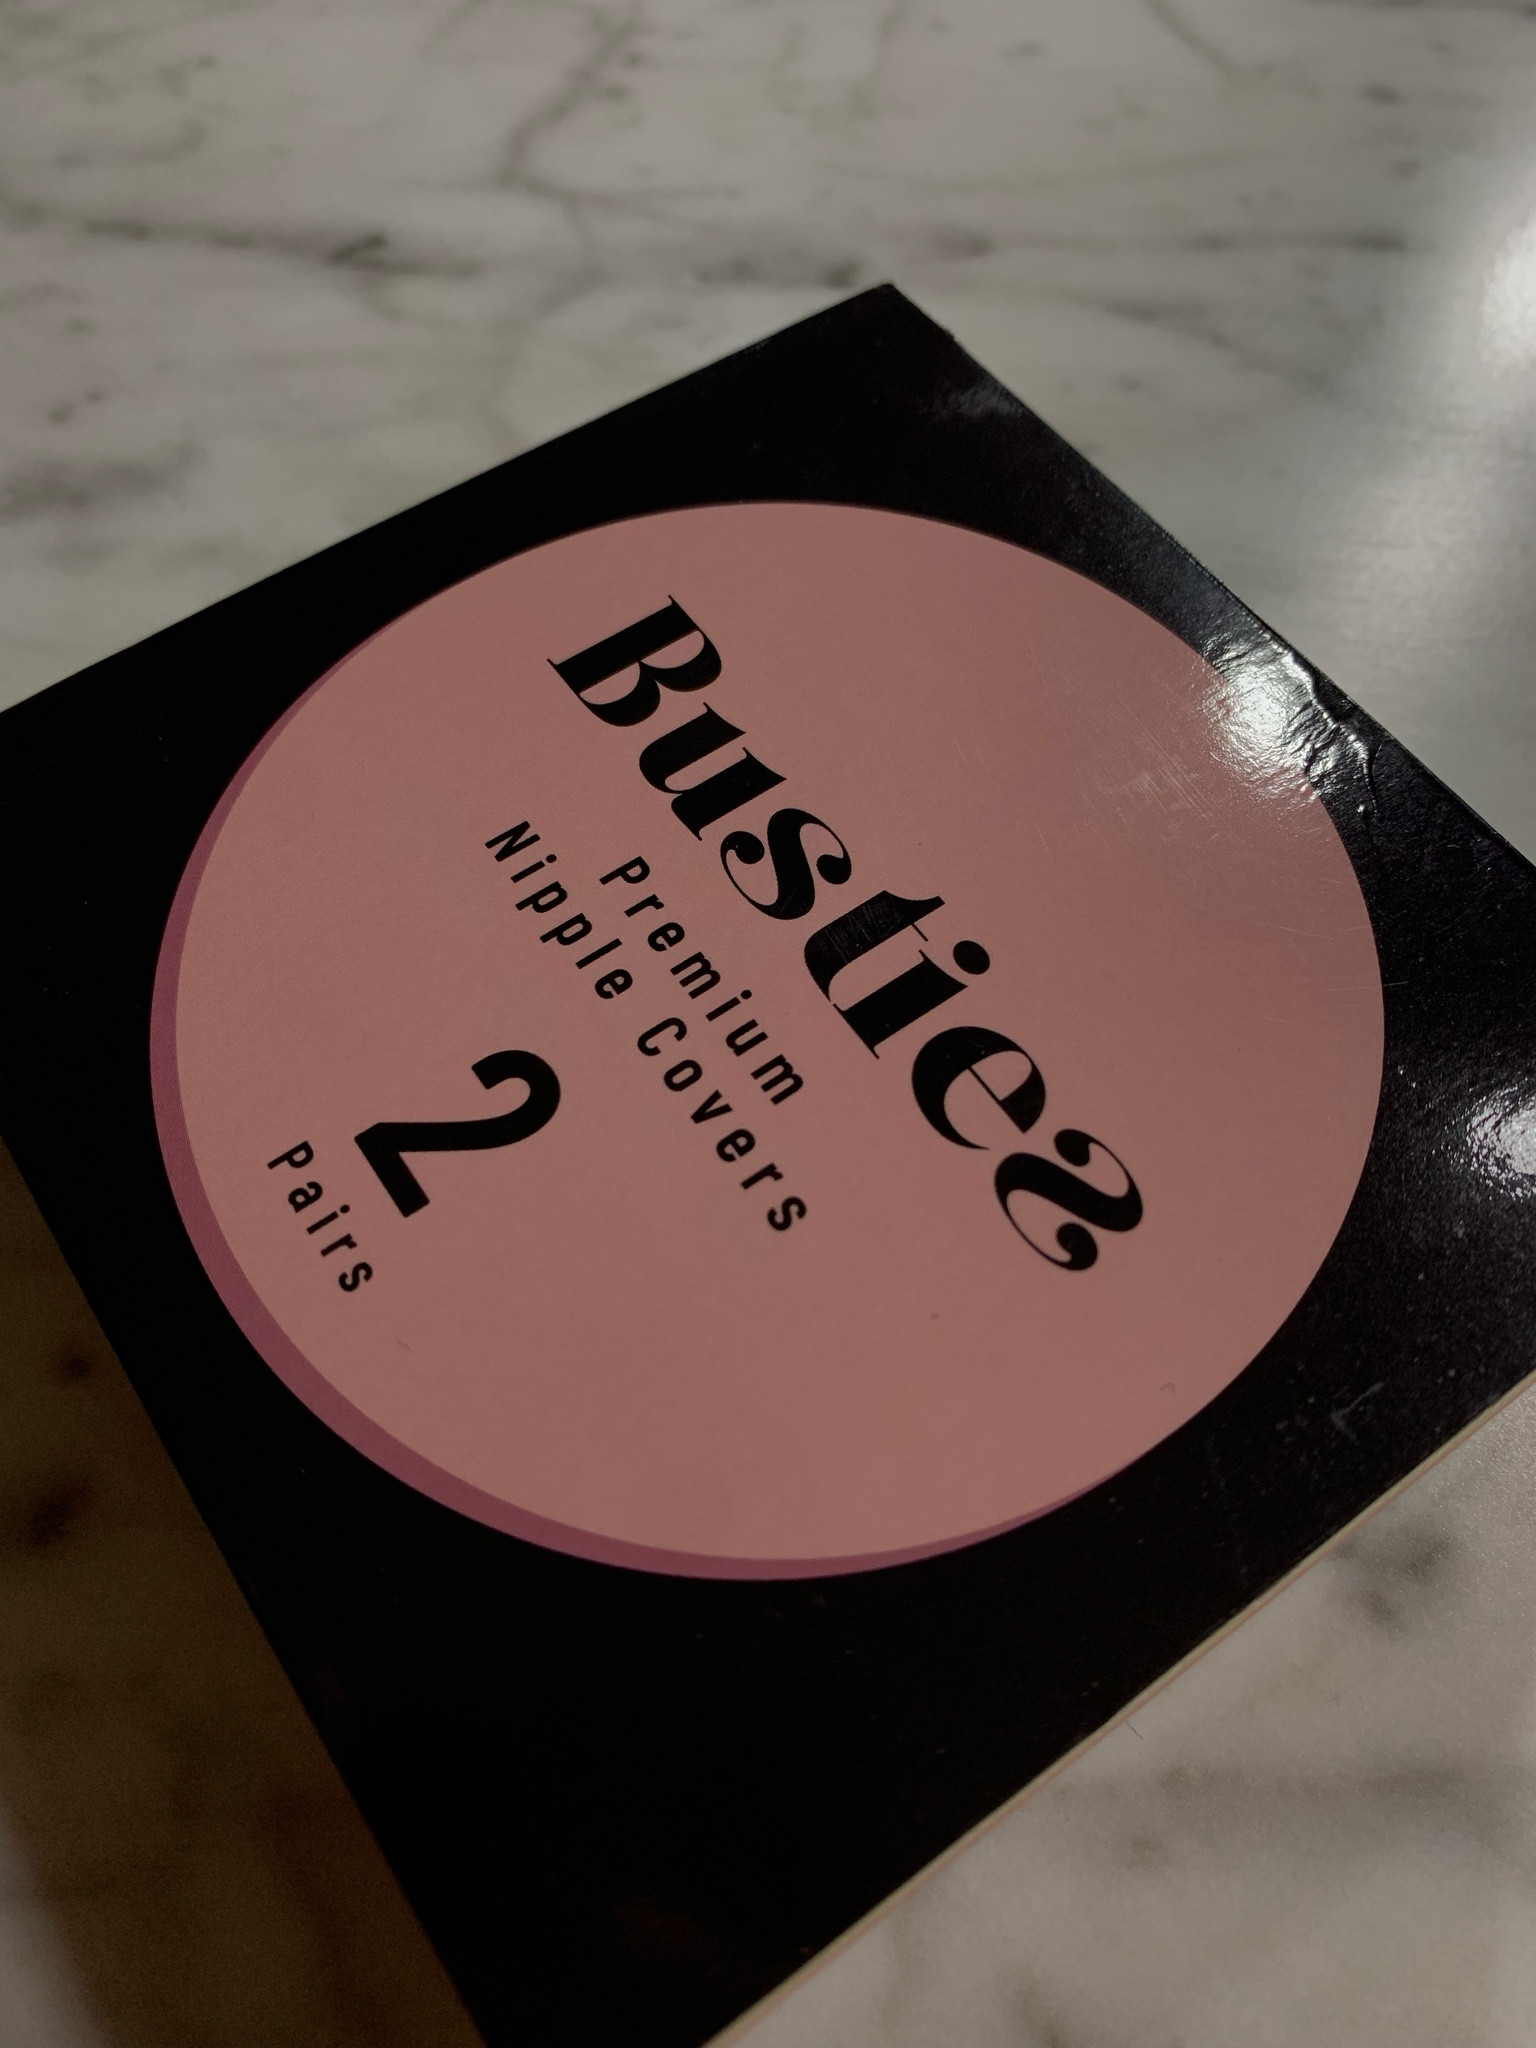 Bustiez
Premium
Nipple Covers
2
Pairs